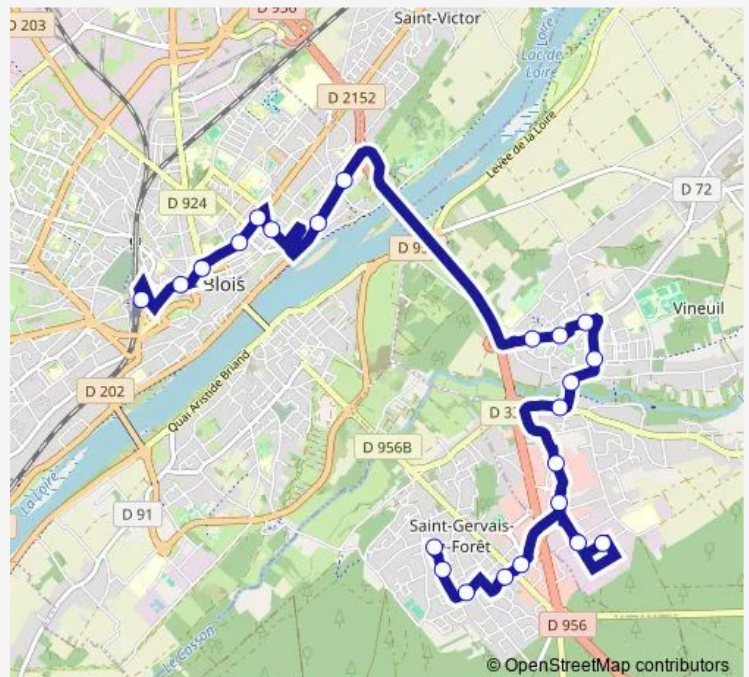 D 956
D 203
Saint-Victor
Loire
Lac de
Loire
D 2152
Levée de la Loire
D 72
D 924
D 9
Blois
Vineuil
D 202
Quai Aristide Briand
D 33
D 956B
La Loire
D 91
Saint-Gervais-
-Forêt
Le Cosson
D 956
© OpenStreetMap contributors